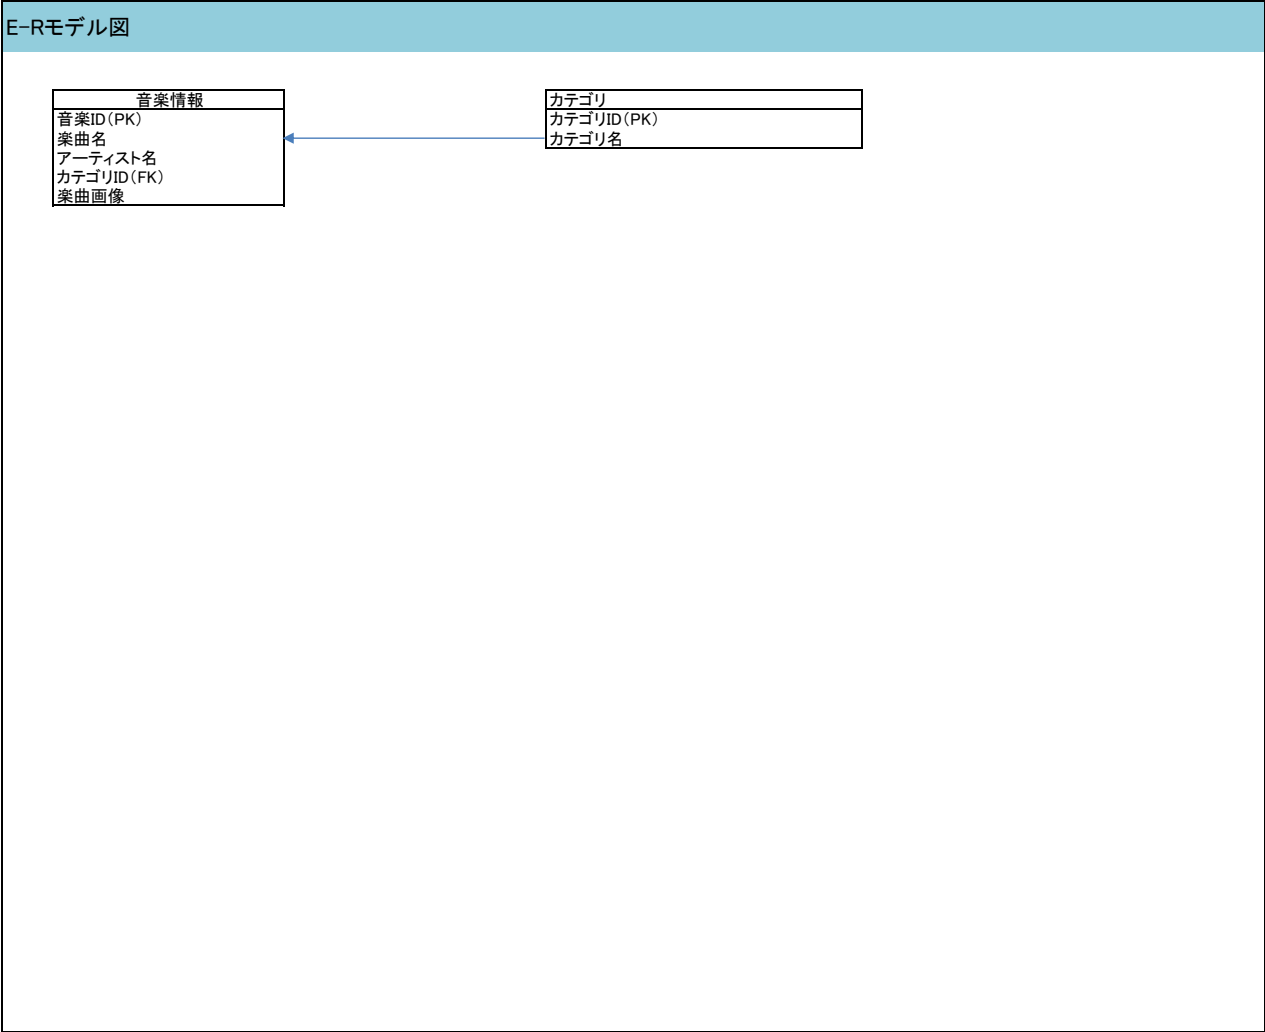 E-Rモデル図
音楽情報
音楽ID(PK)
楽曲名
アーティスト名
カテゴリID(FK)
楽曲画像
カテゴリ
カテゴリID(PK)
カテゴリ名